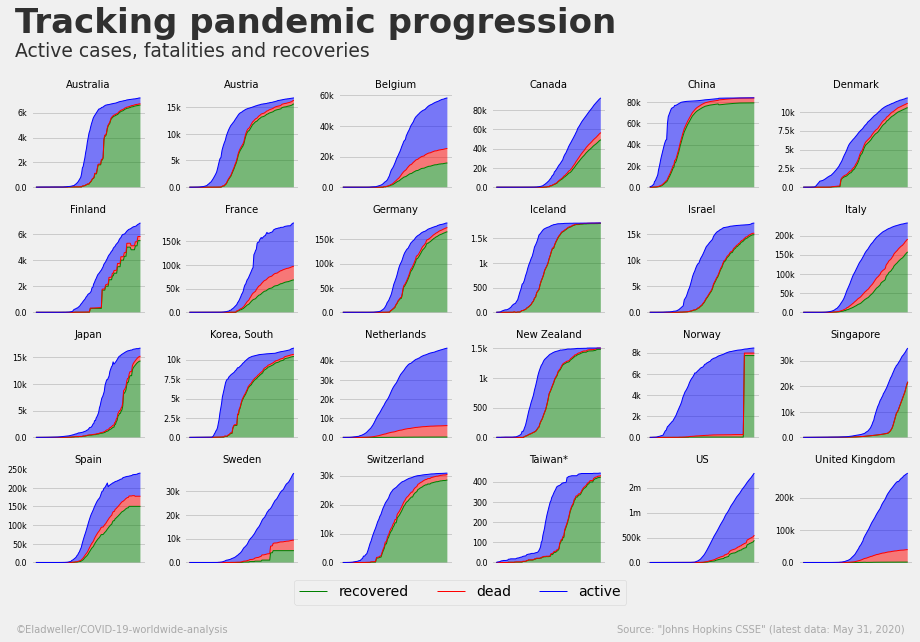 Tracking pandemic progression
Active cases, fatalities and recoveries
Australia Austria Belgium Canada China Denmark
6k 4k 2k 0.0
15k 10k 5k 0.0
60k 40k 20k 0.0
80k 60k 40k 20k 0.0
80k 60k 40k 20k 0.0
10k 7.5k 5k 2.5k 0.0
Finland France Germany Iceland Israel Italy
6k 4k 2k 0.0
150k 100k 50k 0.0
150k 100k 50k 0.0
1.5k 1k 500 0.0
15k 10k 5k 0.0
200k 150k 100k 50k 0.0
Japan Korea, South Netherlands New Zealand Norway Singapore
15k 10k 5k 0.0
10k 7.5k 5k 2.5k 0.0
40k 30k 20k 10k 0.0
1.5k 1k 500 0.0
8k 6k 4k 2k 0.0
30k 20k 10k 0.0
Spain Sweden Switzerland Taiwan* US United Kingdom
250k 200k 150k 100k 50k 0.0
30k 20k 10k 0.0
30k 20k 10k 0.0
400 300 200 100 0.0
2m 1m 500k 0.0
200k 100k 0.0
recovered dead active
©Eladweller/COVID-19-worldwide-analysis
Source: "Johns Hopkins CSSE" (latest data: May 31, 2020)